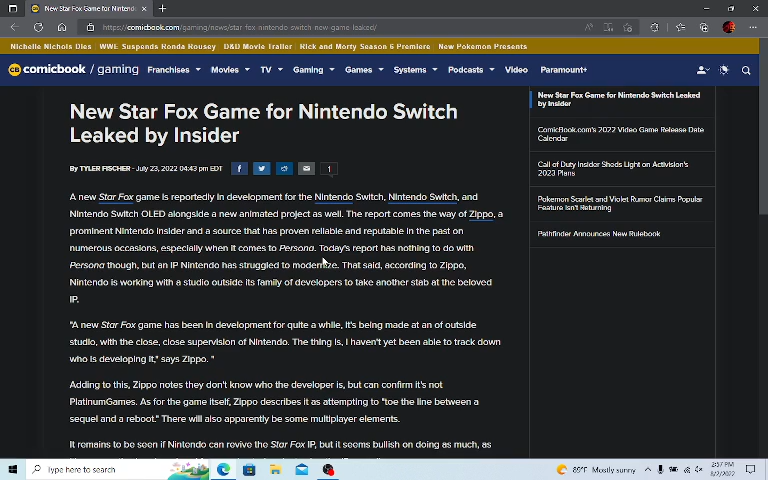 New Star Fox Game for Nintendo
https://comicbook.com/gaming/news/star-fox-nintendo-switch-new-game-leaked/
Nichelle Nichols Dies WWE Suspends Ronda Rousey D&D Movie Trailer Rick and Morty Season 6 Premiere New Pokemon Presents
CB comicbook / gaming Franchises Movies TV Gaming Games Systems Podcasts Video Paramount+
New Star Fox Game for Nintendo Switch
Leaked by Insider
By TYLER FISCHER - July 23, 2022 04:43 pm EDT
1
A new Star Fox game is reportedly in development for the Nintendo Switch, Nintendo Switch, and
Nintendo Switch OLED alongside a new animated project as well. The report comes the way of Zippo, a
prominent Nintendo insider and a source that has proven reliable and reputable in the past on
numerous occasions, especially when it comes to Persona. Today's report has nothing to do with
Persona though, but an IP Nintendo has struggled to modernize. That said, according to Zippo,
Nintendo is working with a studio outside its family of developers to take another stab at the beloved
IP.
"A new Star Fox game has been in development for quite a while, it's being made at an of outside
studio, with the close, close supervision of Nintendo. The thing is, I haven't yet been able to track down
who is developing it," says Zippo. "
Adding to this, Zippo notes they don't know who the developer is, but can confirm it's not
PlatinumGames. As for the game itself, Zippo describes it as attempting to "toe the line between a
sequel and a reboot." There will also apparently be some multiplayer elements.
It remains to be seen if Nintendo can revive the Star Fox IP, but it seems bullish on doing as much, as
New Star Fox Game for Nintendo Switch Leaked
by Insider
ComicBook.com's 2022 Video Game Release Date
Calendar
Call of Duty Insider Sheds Light on Activision's
2023 Plans
Pokemon Scarlet and Violet Rumor Claims Popular
Feature Isn't Returning
Pathfinder Announces New Rulebook
Type here to search
89°F Mostly sunny
2:57 PM
8/2/2022